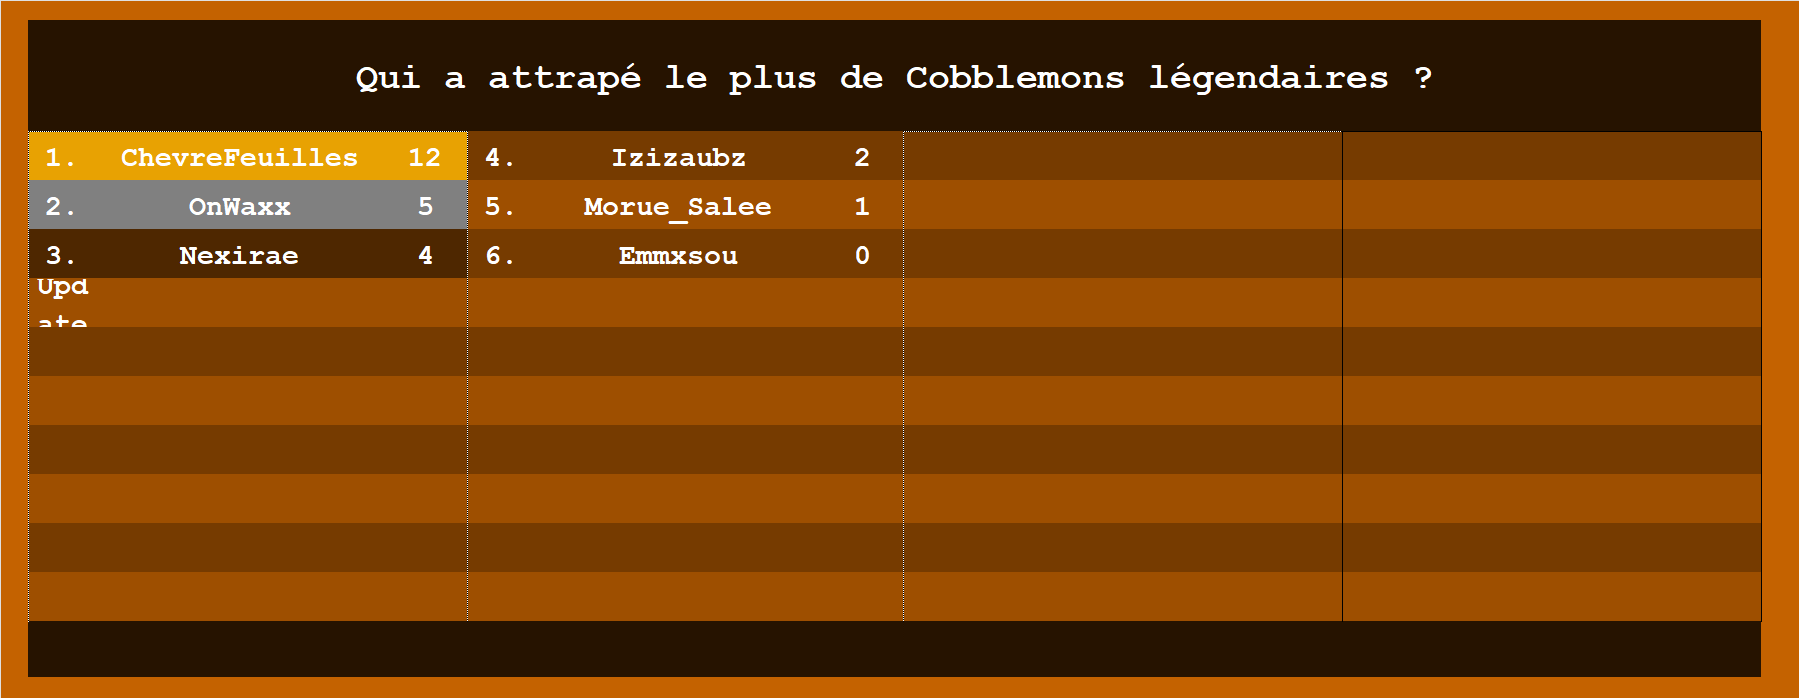 Qui a attrapé le plus de Cobblemons légendaires ?
1. ChevreFeuilles 12
2. OnWaxx 5
3. Nexirae 4
Upd
ate
4. Izizaubz 2
5. Morue_Salee 1
6. Emmxsou 0